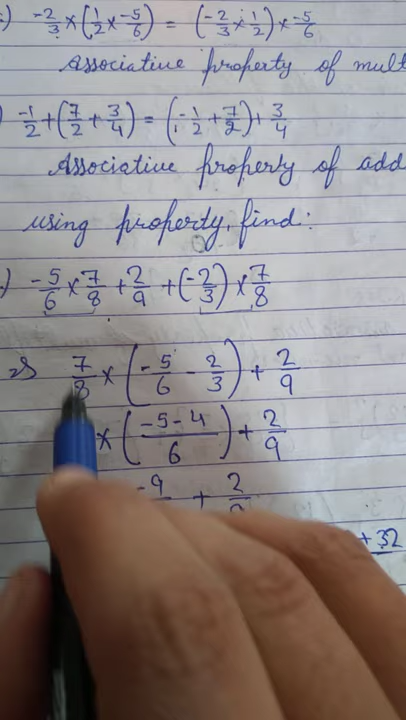 ) -2/3 × (1/2 × -5/6) = (-2/3 × 1/2) × -5/6
Associative property of mult
) -1/2 + (7/2 + 3/4) = (-1/2 + 7/2) + 3/4
Associative property of add
using property, find:
.) -5/6 × 7/8 + 2/9 + (-2/3) × 7/8
7/8 × (-5/6 - 2/3) + 2/9
× (-5-4/6) + 2/9
-9 + 2
+ 32